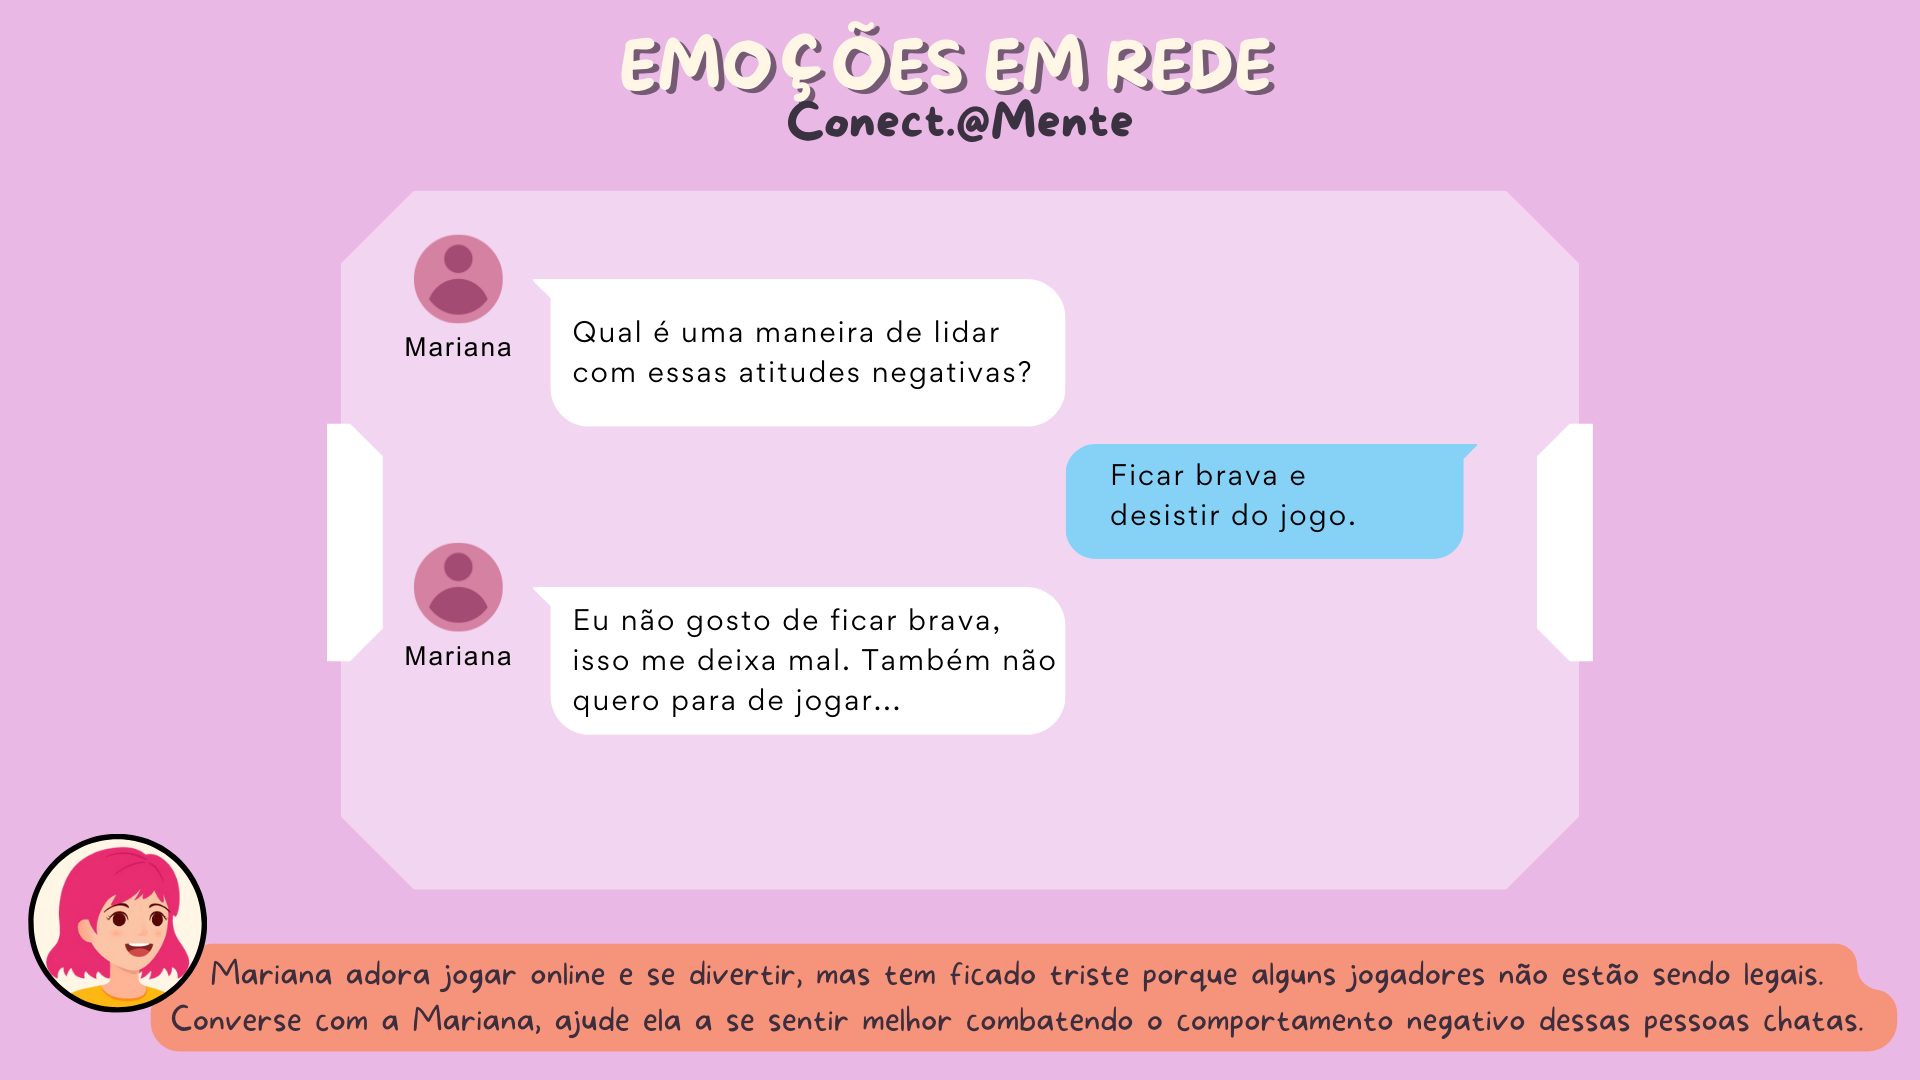 EMOÇÕES EM REDE
Conect.@Mente
Mariana
Qual é uma maneira de lidar
com essas atitudes negativas?
Ficar brava e
desistir do jogo.
Mariana
Eu não gosto de ficar brava,
isso me deixa mal. Também não
quero para de jogar...
Mariana adora jogar online e se divertir, mas tem ficado triste porque alguns jogadores não estão sendo legais.
Converse com a Mariana, ajude ela a se sentir melhor combatendo o comportamento negativo dessas pessoas chatas.